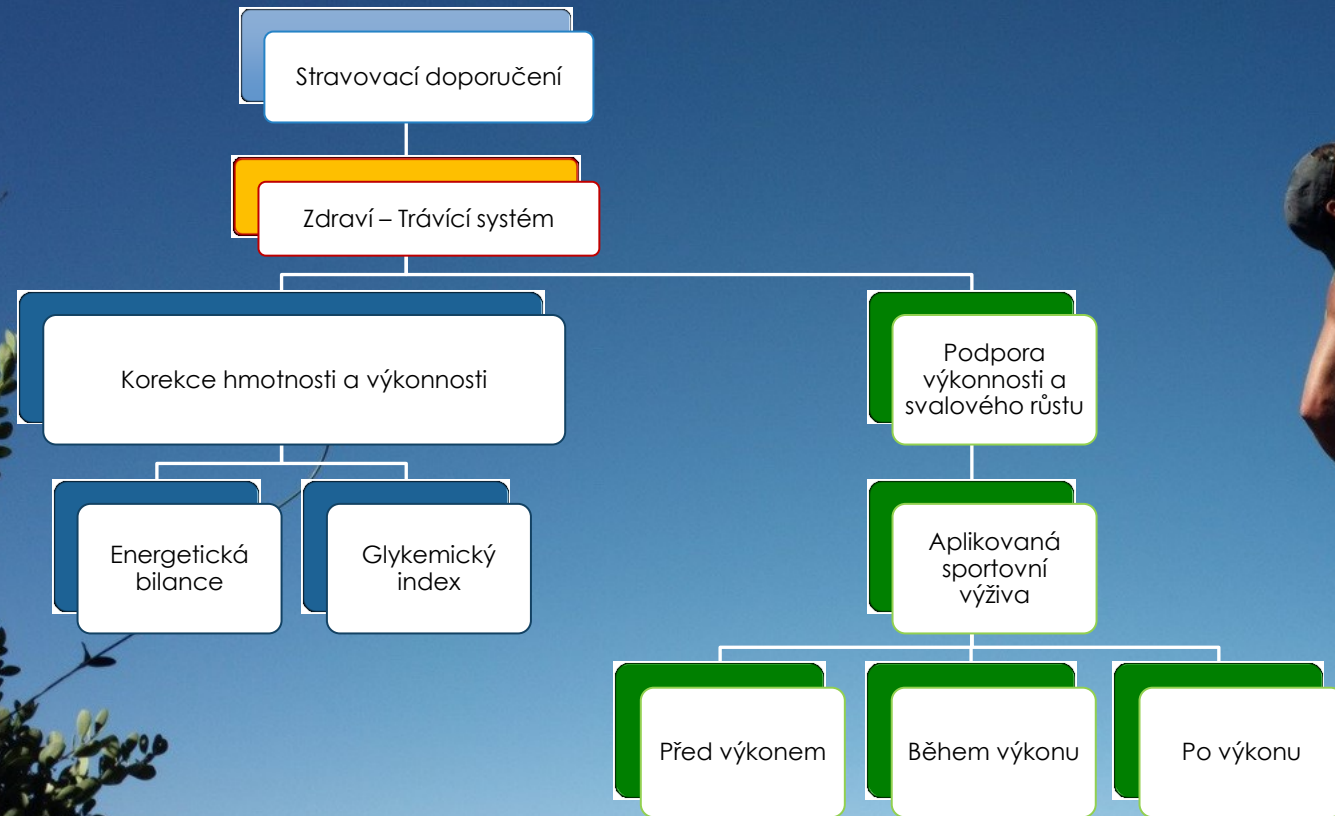 Stravovací doporučení
Zdraví – Trávící systém
Korekce hmotnosti a výkonnosti
Podpora
výkonnosti a
svalového růstu
Energetická
bilance
Glykemický
index
Aplikovaná
sportovní
výživa
Před výkonem
Během výkonu
Po výkonu